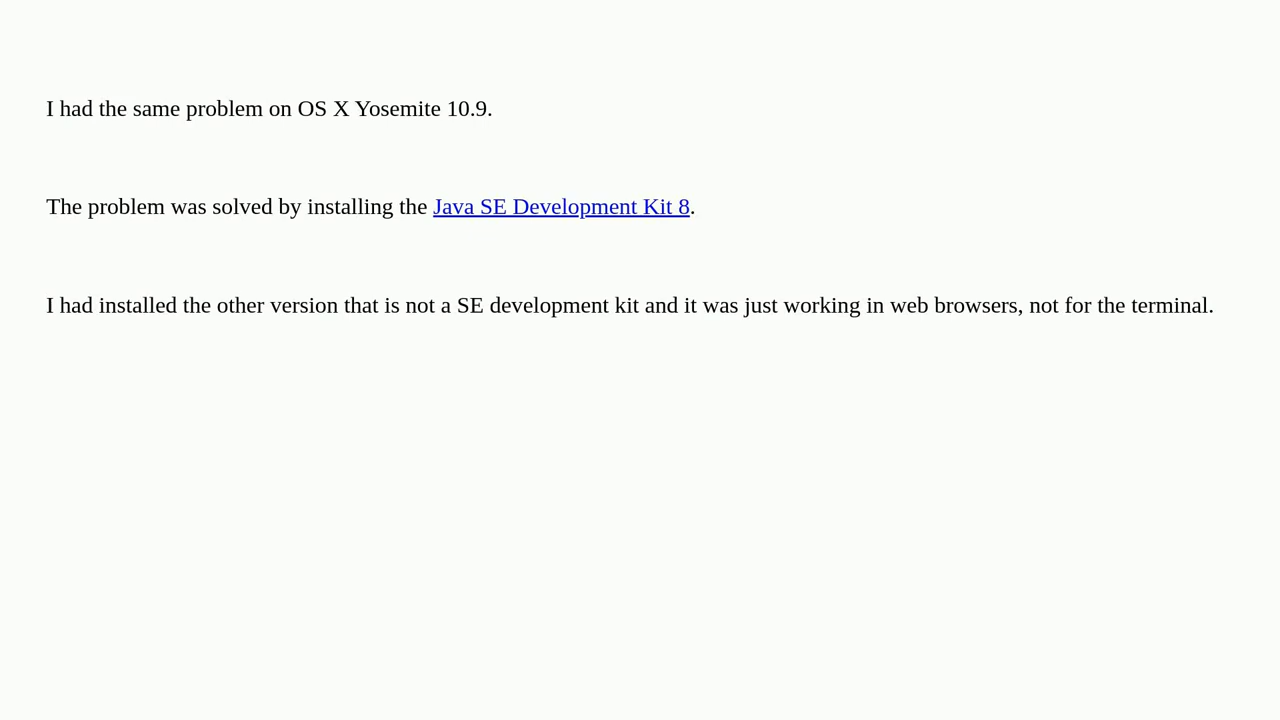 I had the same problem on OS X Yosemite 10.9.
The problem was solved by installing the Java SE Development Kit 8.
I had installed the other version that is not a SE development kit and it was just working in web browsers, not for the terminal.